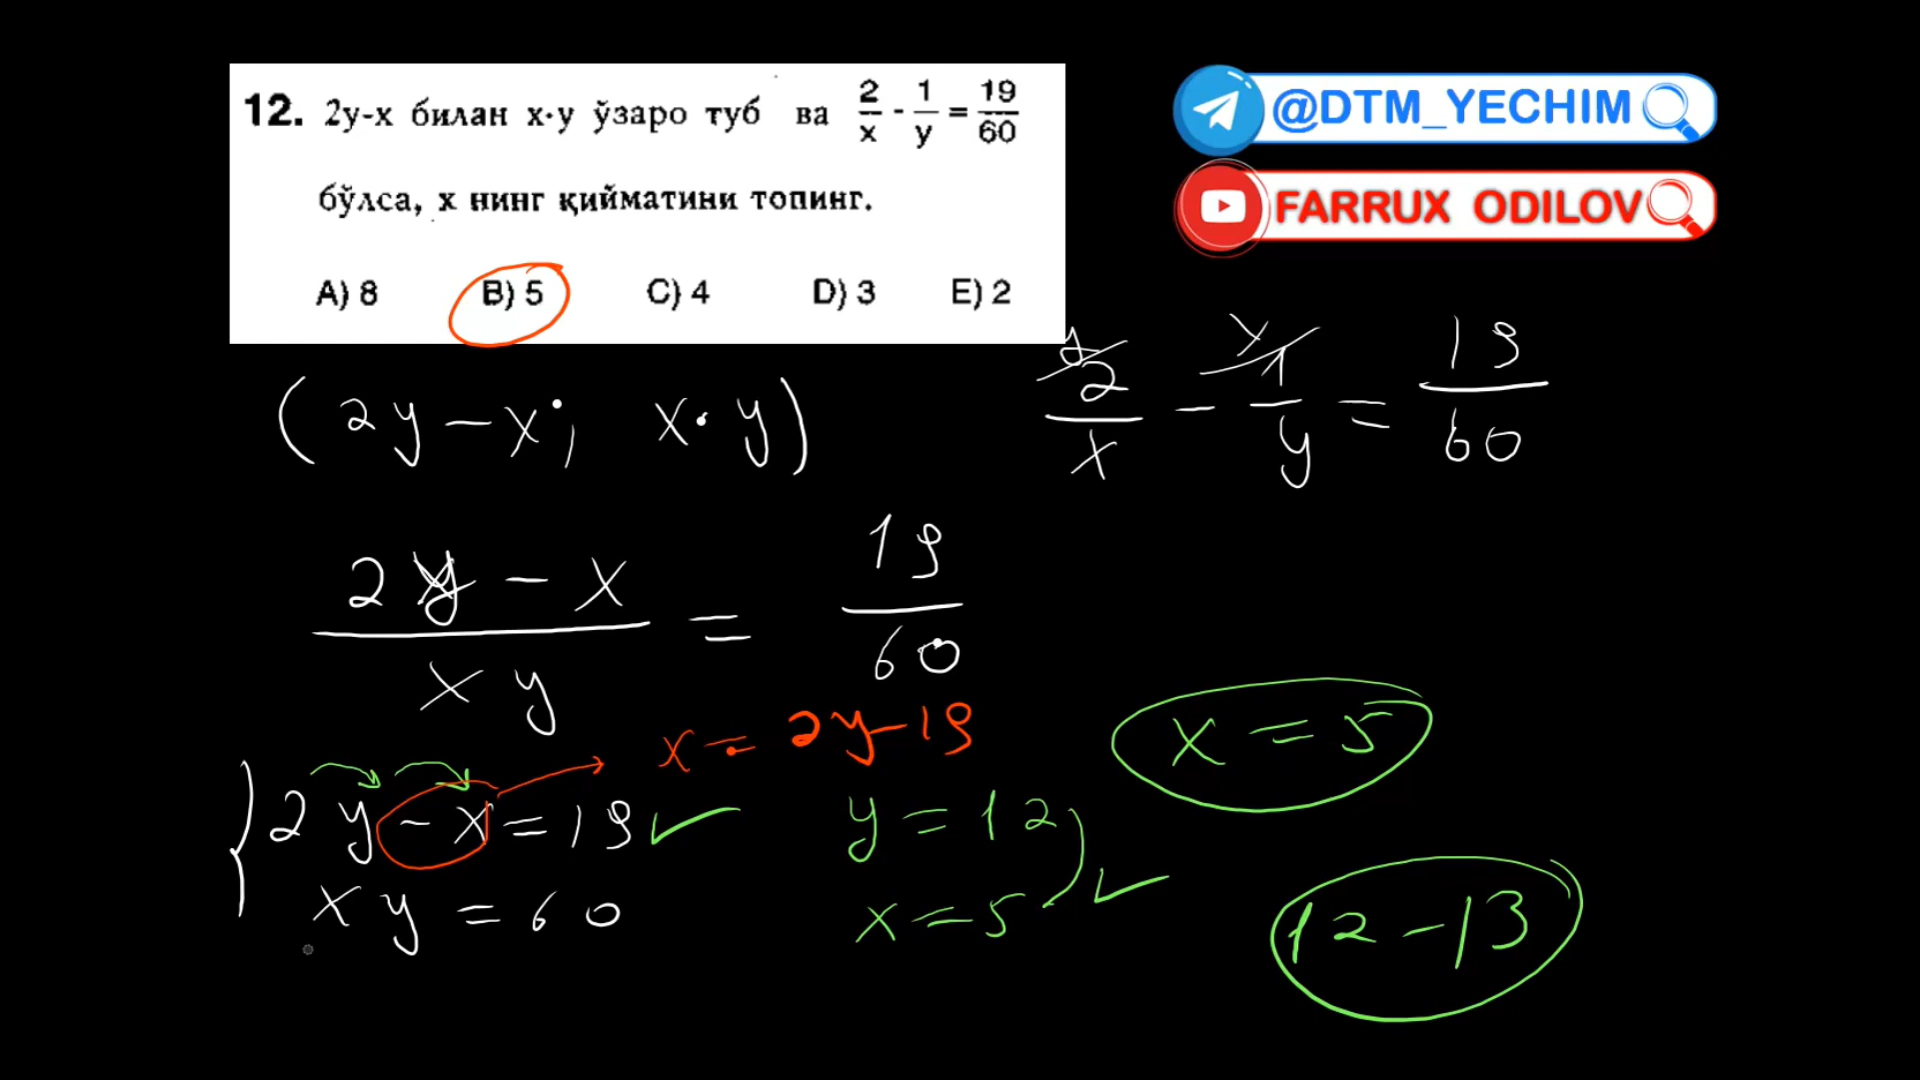 12. 2y-x билан x·y ўзаро туб ва 2/x - 1/y = 19/60
бўлса, x нинг қийматини топинг.
A) 8 B) 5 C) 4 D) 3 E) 2
@DTM_YECHIM
FARRUX ODILOV
(2y - x ; x · y)
2/x - 1/y = 19/60
(2y - x)/(xy) = 19/60
x = 2y - 19
2y - x = 19
xy = 60
y = 12
x = 5
x = 5
12 - 13